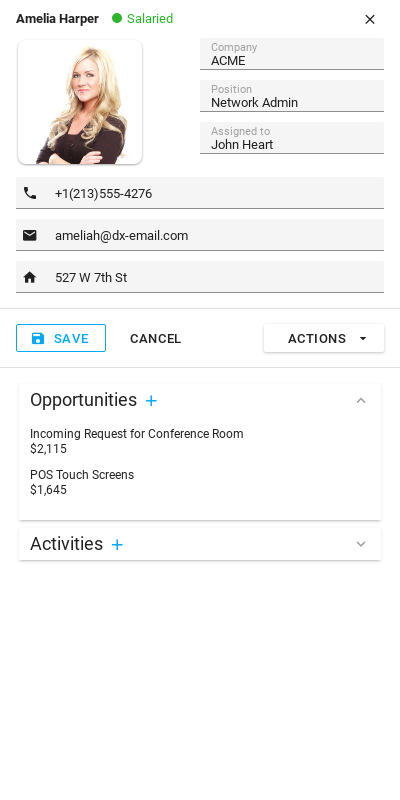 Amelia Harper Salaried
Company
ACME
Position
Network Admin
Assigned to
John Heart
+1(213)555-4276
ameliah@dx-email.com
527 W 7th St
SAVE CANCEL ACTIONS
Opportunities
Incoming Request for Conference Room
$2,115
POS Touch Screens
$1,645
Activities